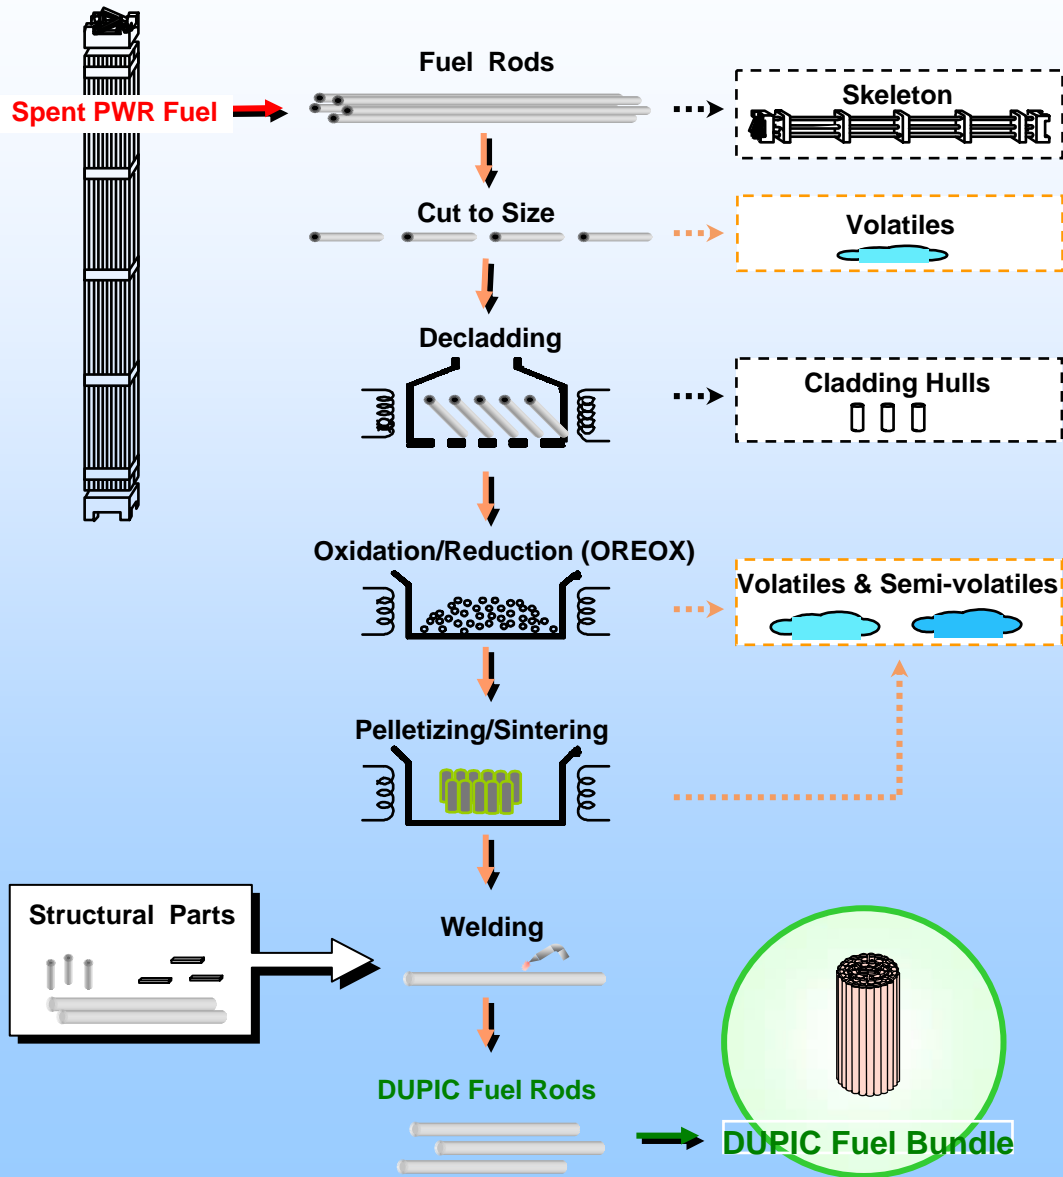 Fuel Rods
Spent PWR Fuel
Skeleton
Cut to Size
Volatiles
Decladding
Cladding Hulls
Oxidation/Reduction (OREOX)
Volatiles & Semi-volatiles
Pelletizing/Sintering
Structural Parts
Welding
DUPIC Fuel Rods
DUPIC Fuel Bundle